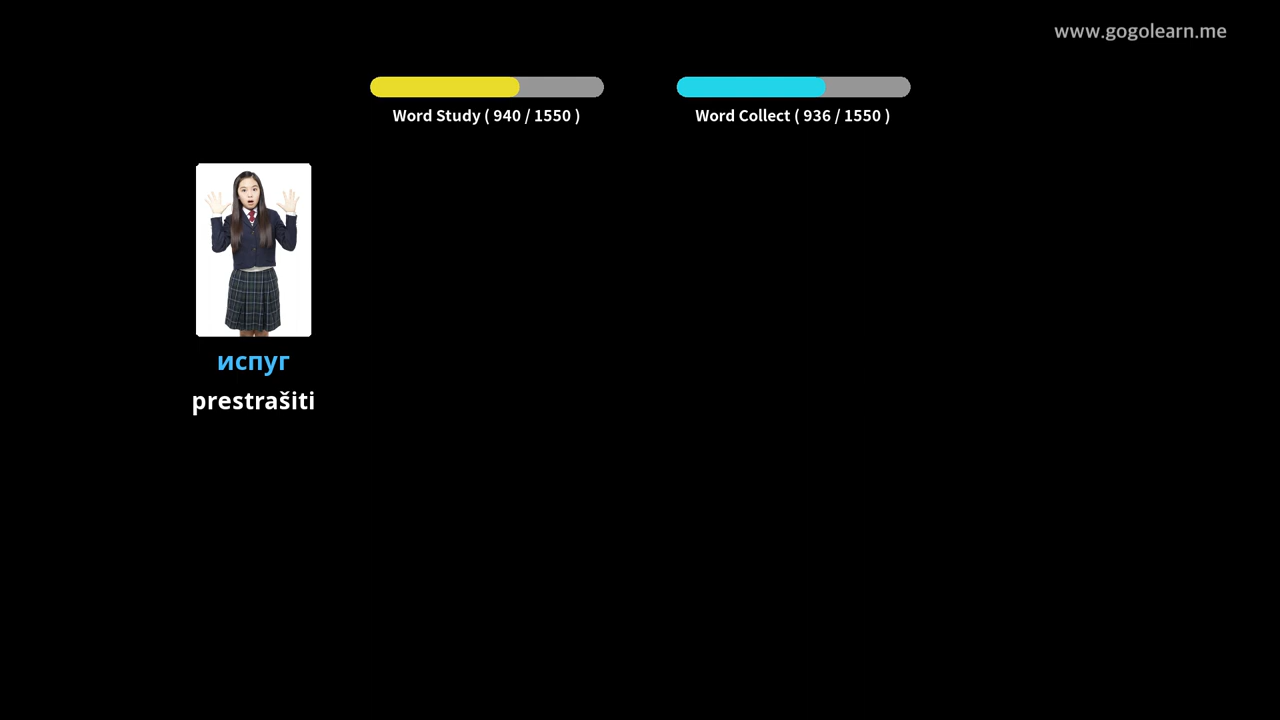 www.gogolearn.me
Word Study ( 940 / 1550 )
Word Collect ( 936 / 1550 )
испуг
prestrašiti